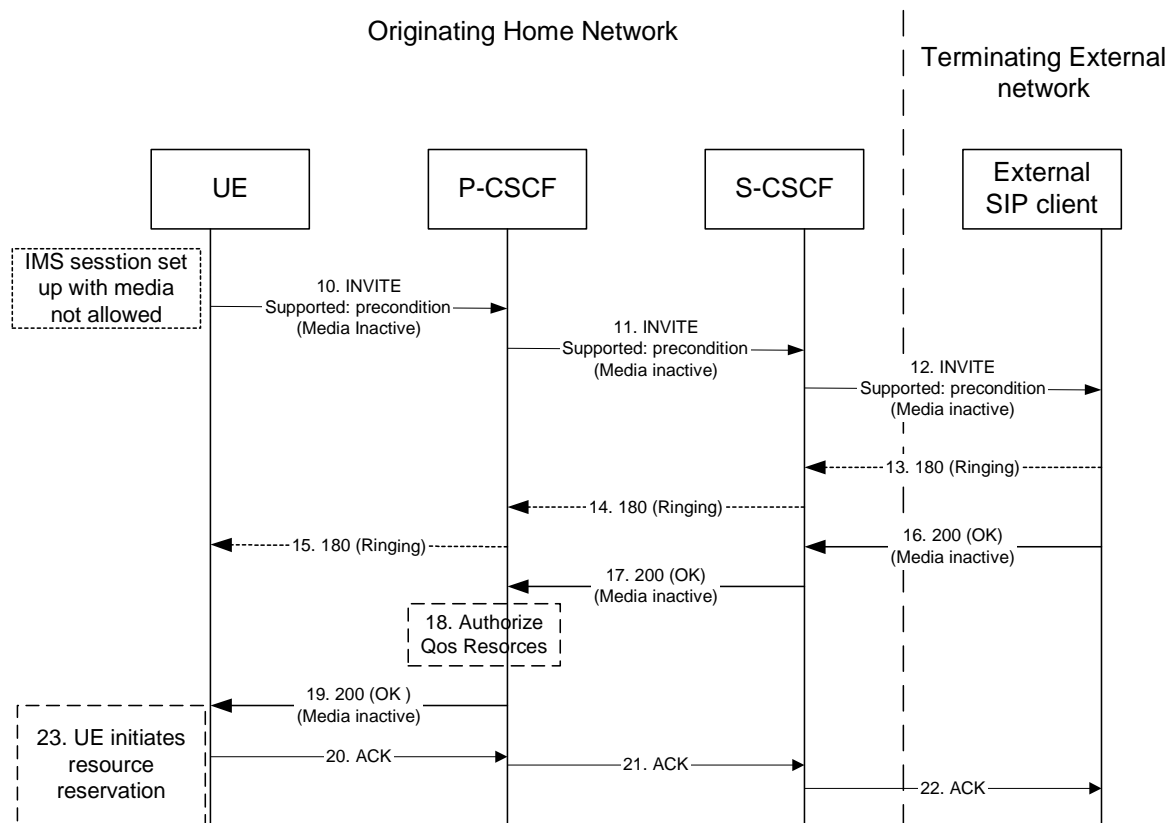 Originating Home Network
Terminating External
network
UE
P-CSCF
S-CSCF
External
SIP client
IMS sesstion set
up with media
not allowed
10. INVITE
Supported: precondition
(Media Inactive)
11. INVITE
Supported: precondition
(Media inactive)
12. INVITE
Supported: precondition
(Media inactive)
13. 180 (Ringing)
14. 180 (Ringing)
15. 180 (Ringing)
16. 200 (OK)
(Media inactive)
17. 200 (OK)
(Media inactive)
18. Authorize
Qos Resorces
19. 200 (OK )
(Media inactive)
20. ACK
21. ACK
22. ACK
23. UE initiates
resource
reservation